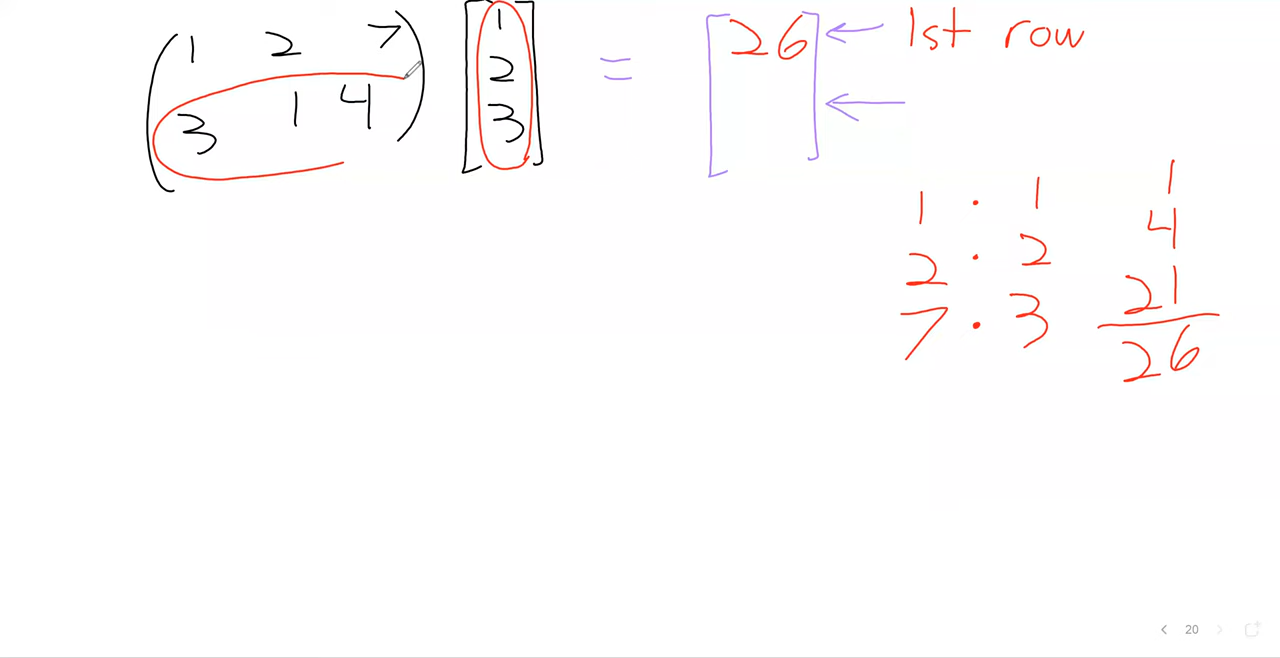 ( 1 2 7 ) [ 1 ] = [ 26 ] ← 1st row
2
3 1 4 3 ←
1 · 1 1
2 · 2 4
7 · 3 21
26
< 20 >